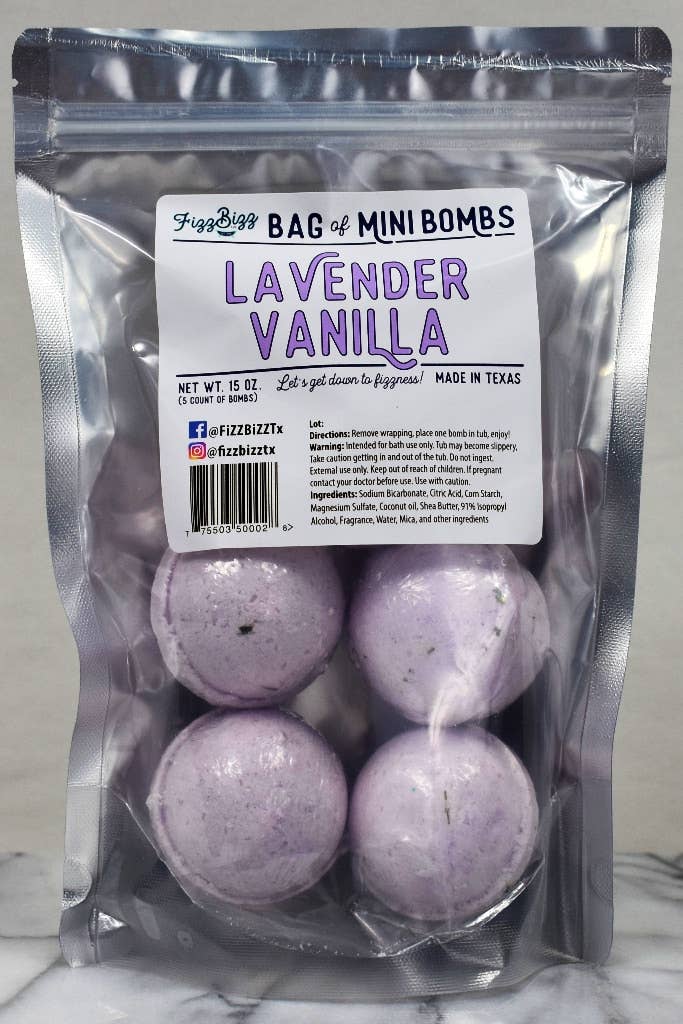 FizzBizz BAG of MINI BOMBS
LAVENDER
VANILLA
NET WT. 15 OZ. Let's get down to fizzness! MADE IN TEXAS
(5 COUNT OF BOMBS)
@FiZZBiZZTx
@fizzbizztx
7 75503 50002 8>
Lot:
Directions: Remove wrapping, place one bomb in tub, enjoy!
Warning: Intended for bath use only. Tub may become slippery,
Take caution getting in and out of the tub. Do not ingest.
External use only. Keep out of reach of children. If pregnant
contact your doctor before use. Use with caution.
Ingredients: Sodium Bicarbonate, Citric Acid, Corn Starch,
Magnesium Sulfate, Coconut oil, Shea Butter, 91% Isopropyl
Alcohol, Fragrance, Water, Mica, and other ingredients